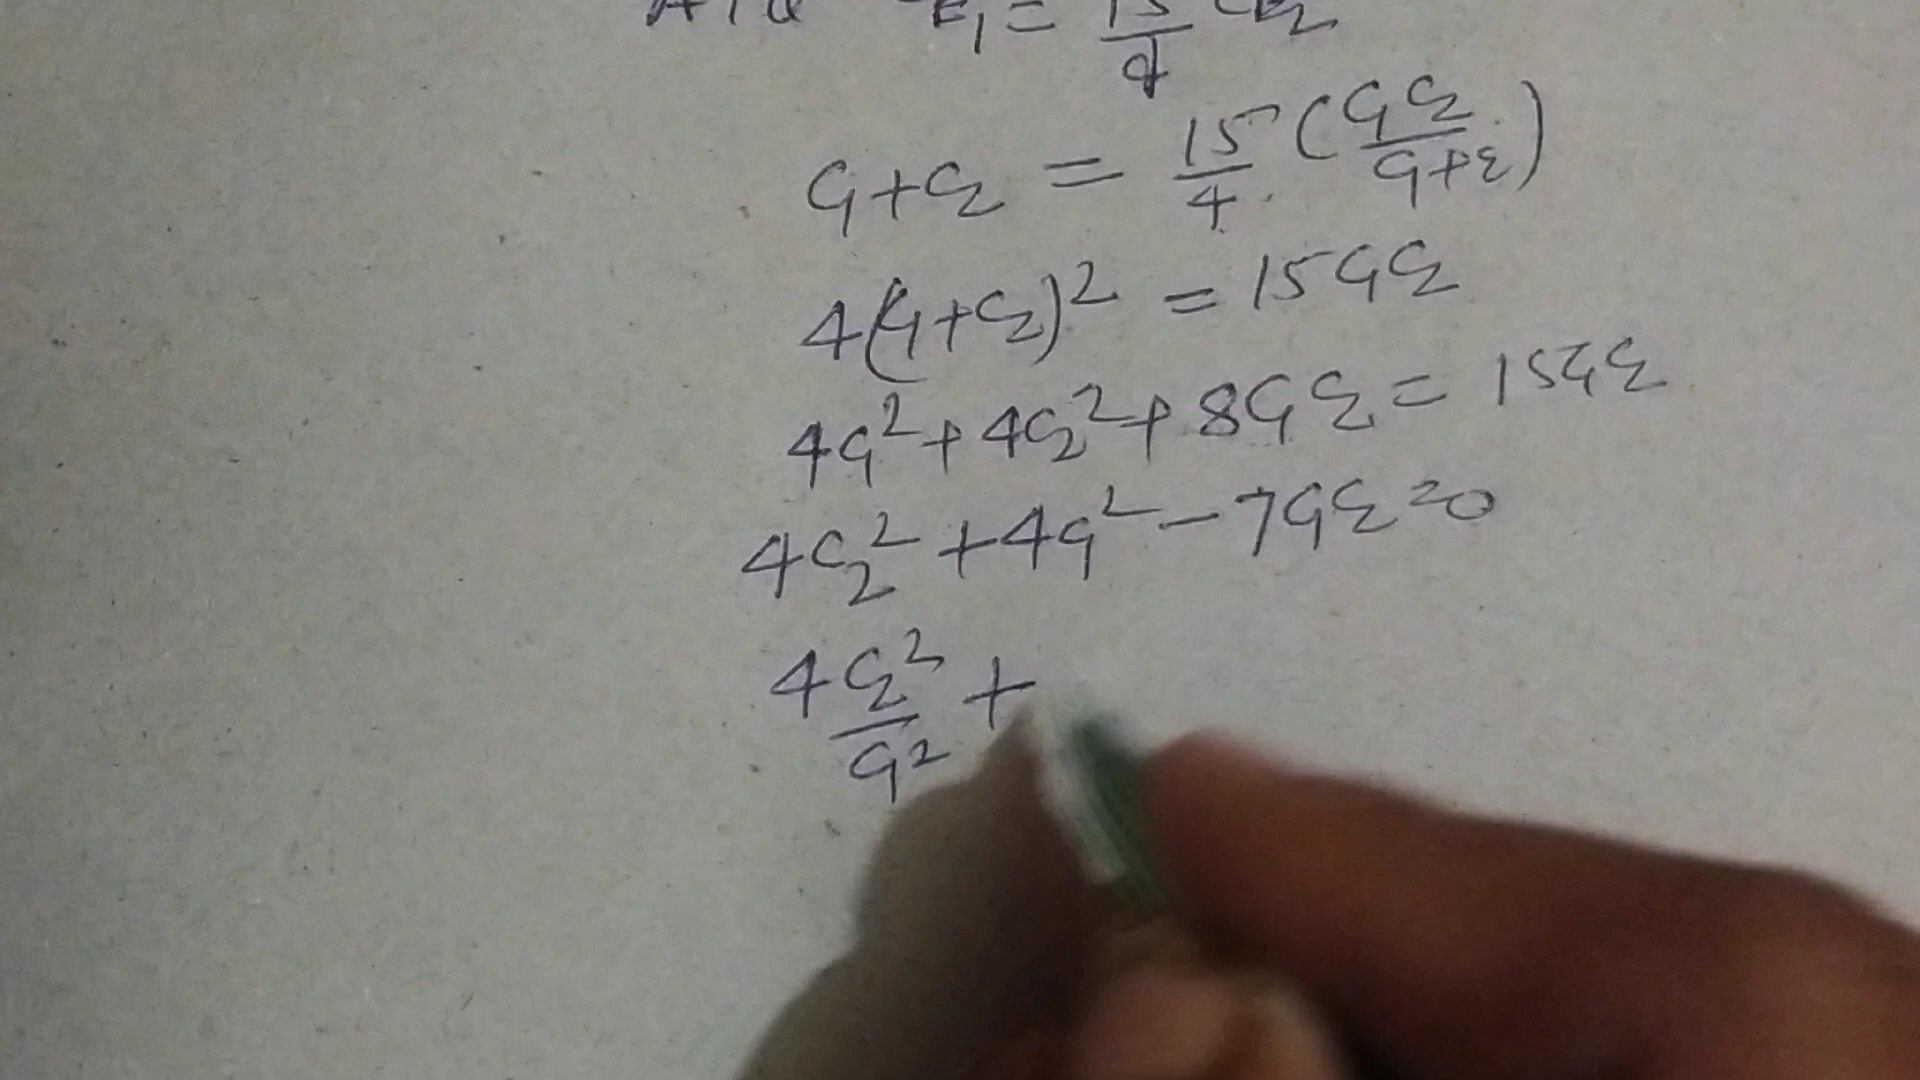 E₁ = 15/4 E₂
C₁+C₂ = 15/4 (C₁C₂/C₁+C₂)
4(C₁+C₂)² = 15C₁C₂
4C₁²+4C₂²+8C₁C₂ = 15C₁C₂
4C₂²+4C₁²-7C₁C₂=0
4C₂²/C₁² +